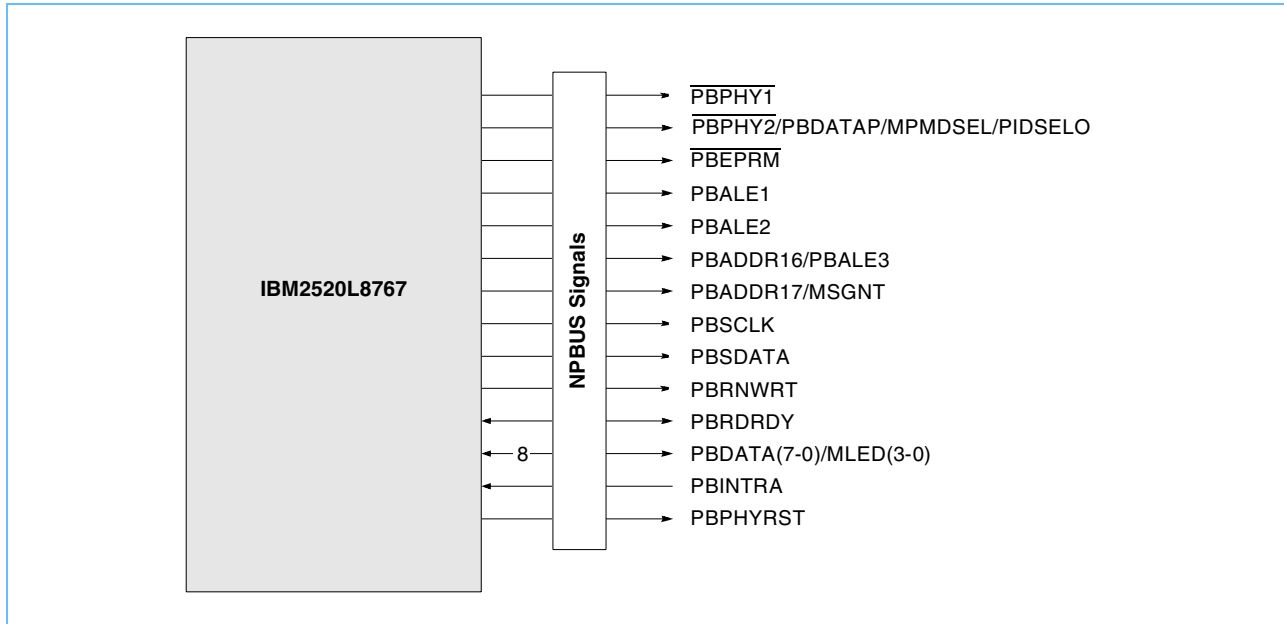 IBM2520L8767
NPBUS Signals
PBPHY1
PBPHY2/PBDATAP/MPMDSEL/PIDSELO
PBEPRM
PBALE1
PBALE2
PBADDR16/PBALE3
PBADDR17/MSGNT
PBSCLK
PBSDATA
PBRNWRT
PBRDRDY
8
PBDATA(7-0)/MLED(3-0)
PBINTRA
PBPHYRST